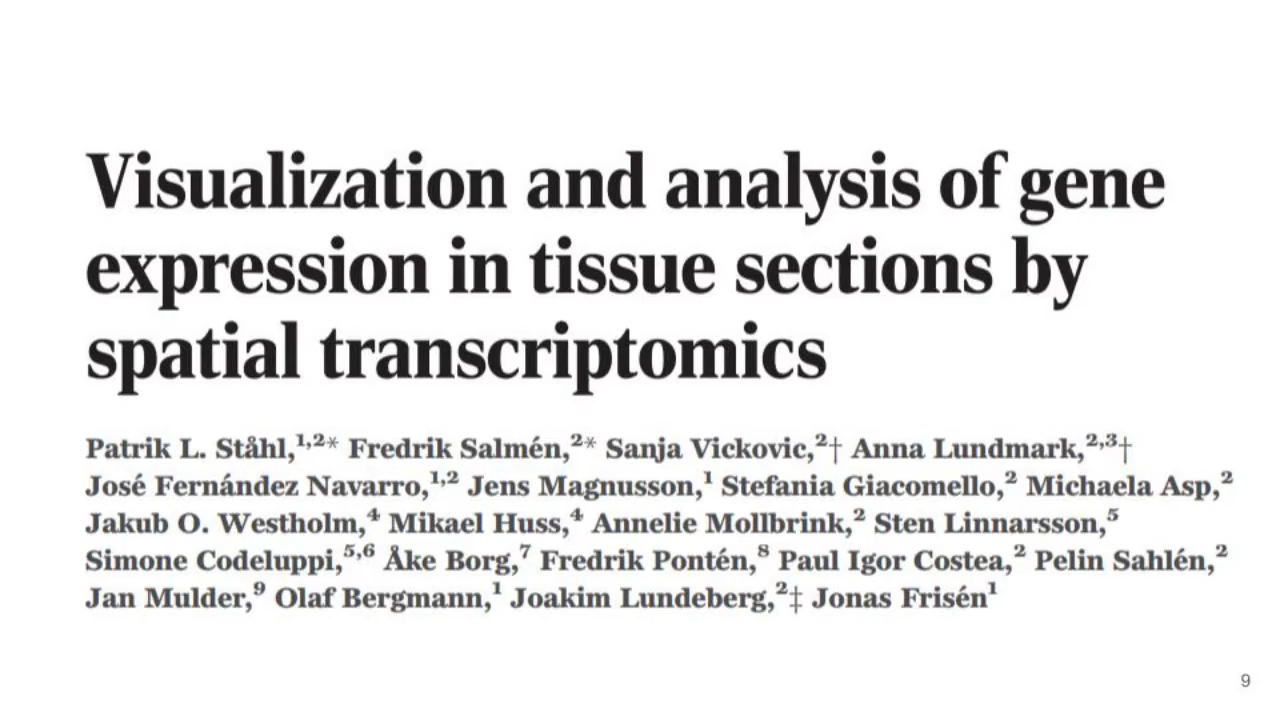 Visualization and analysis of gene
expression in tissue sections by
spatial transcriptomics
Patrik L. Ståhl,1,2* Fredrik Salmén,2* Sanja Vickovic,2† Anna Lundmark,2,3†
José Fernández Navarro,1,2 Jens Magnusson,1 Stefania Giacomello,2 Michaela Asp,2
Jakub O. Westholm,4 Mikael Huss,4 Annelie Mollbrink,2 Sten Linnarsson,5
Simone Codeluppi,5,6 Åke Borg,7 Fredrik Pontén,8 Paul Igor Costea,2 Pelin Sahlén,2
Jan Mulder,9 Olaf Bergmann,1 Joakim Lundeberg,2‡ Jonas Frisén1
9